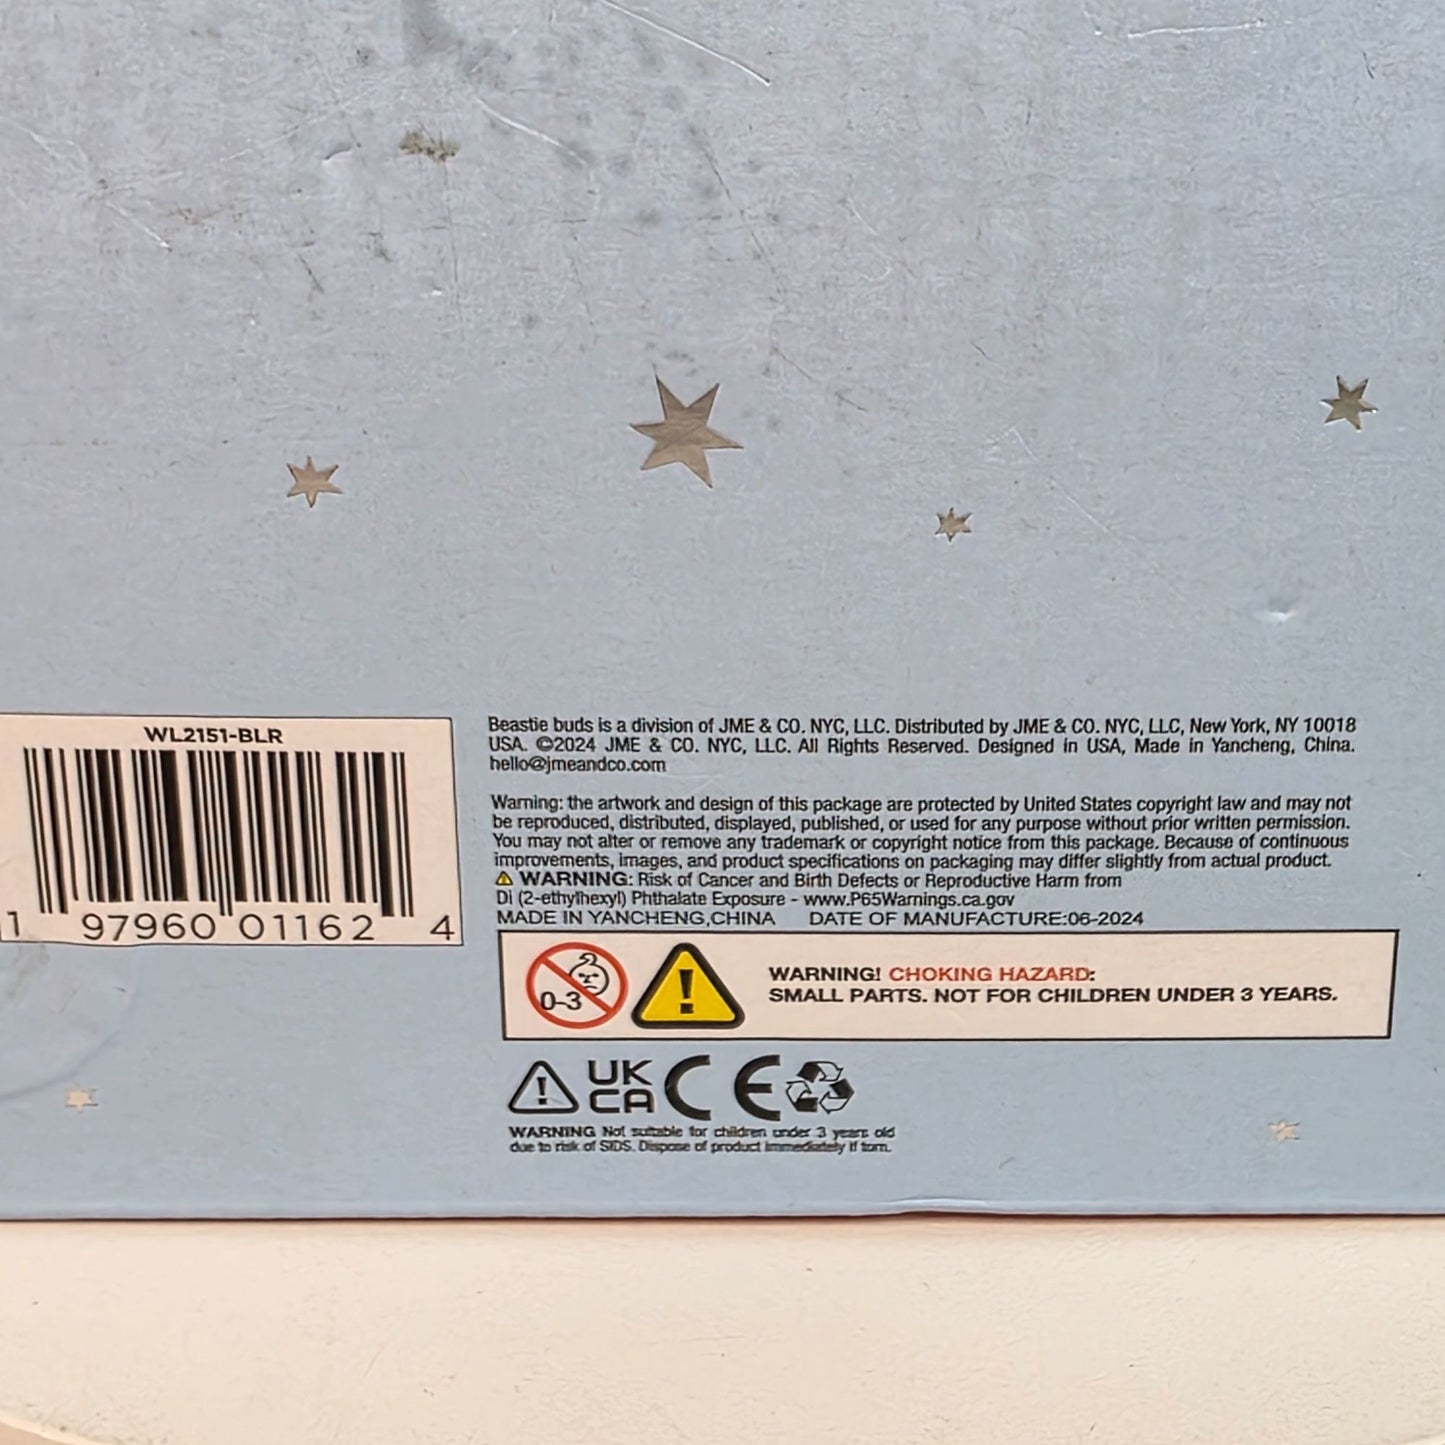 WL2151-BLR
1 97960 01162 4
Beastie buds is a division of JME & CO. NYC, LLC. Distributed by JME & CO. NYC, LLC, New York, NY 10018
USA. ©2024 JME & CO. NYC, LLC. All Rights Reserved. Designed in USA, Made in Yancheng, China.
hello@jmeandco.com
Warning: the artwork and design of this package are protected by United States copyright law and may not
be reproduced, distributed, displayed, published, or used for any purpose without prior written permission.
You may not alter or remove any trademark or copyright notice from this package. Because of continuous
improvements, images, and product specifications on packaging may differ slightly from actual product.
⚠ WARNING: Risk of Cancer and Birth Defects or Reproductive Harm from
Di (2-ethylhexyl) Phthalate Exposure - www.P65Warnings.ca.gov
MADE IN YANCHENG,CHINA DATE OF MANUFACTURE:06-2024
0-3
WARNING! CHOKING HAZARD:
SMALL PARTS. NOT FOR CHILDREN UNDER 3 YEARS.
UK
CA CE
WARNING Not suitable for children under 3 years old
due to risk of SIDS. Dispose of product immediately if torn.